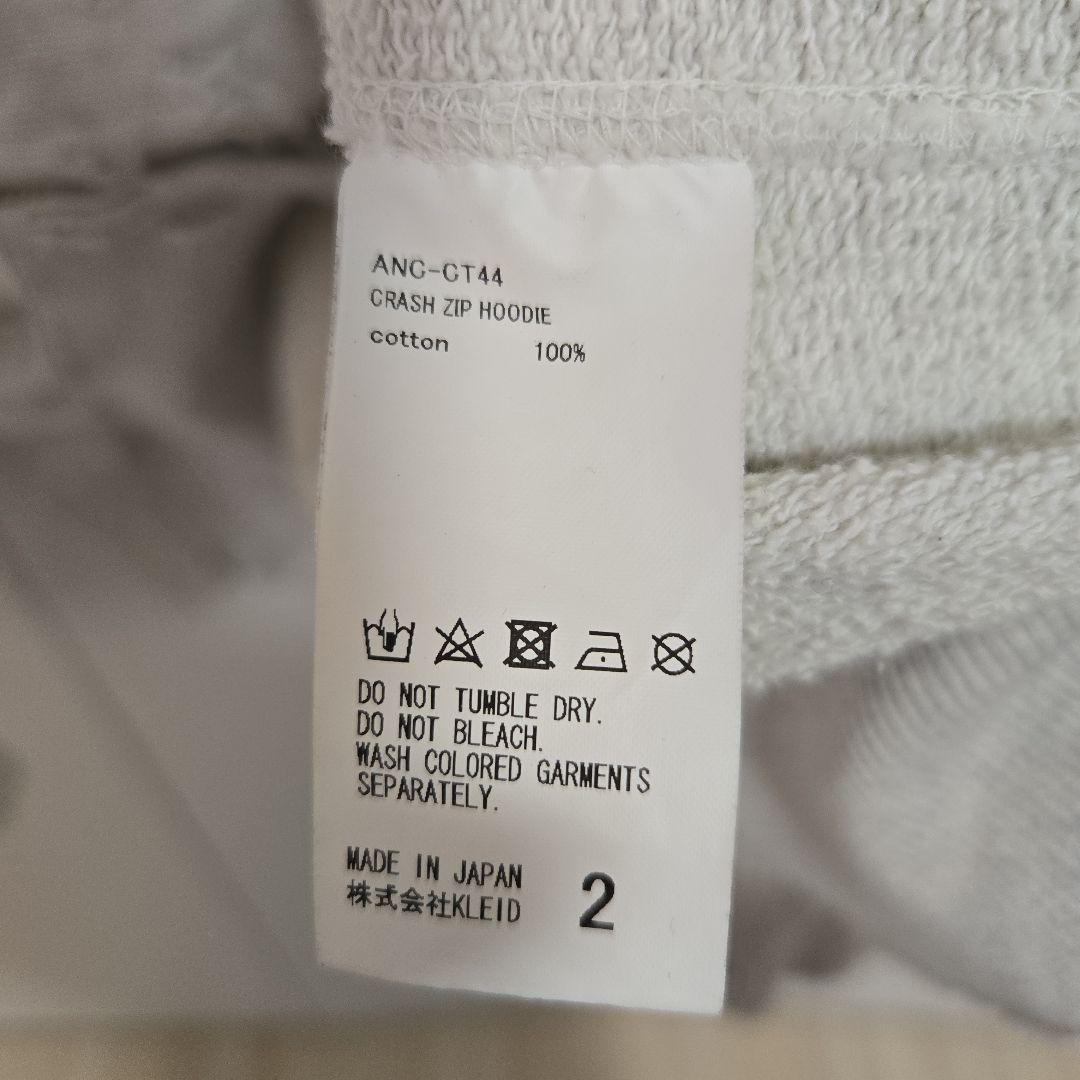 ANC-CT44
CRASH ZIP HOODIE
cotton 100%
DO NOT TUMBLE DRY.
DO NOT BLEACH.
WASH COLORED GARMENTS
SEPARATELY.
MADE IN JAPAN
株式会社KLEID
2